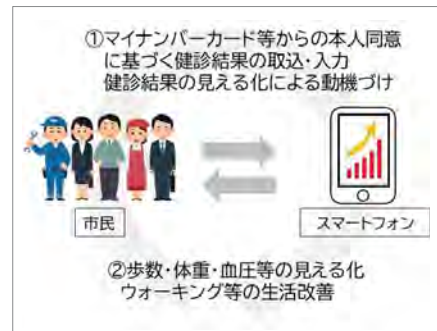 ①マイナンバーカード等からの本人同意
に基づく健診結果の取込・入力
健診結果の見える化による動機づけ
市民
スマートフォン
②歩数・体重・血圧等の見える化
ウォーキング等の生活改善